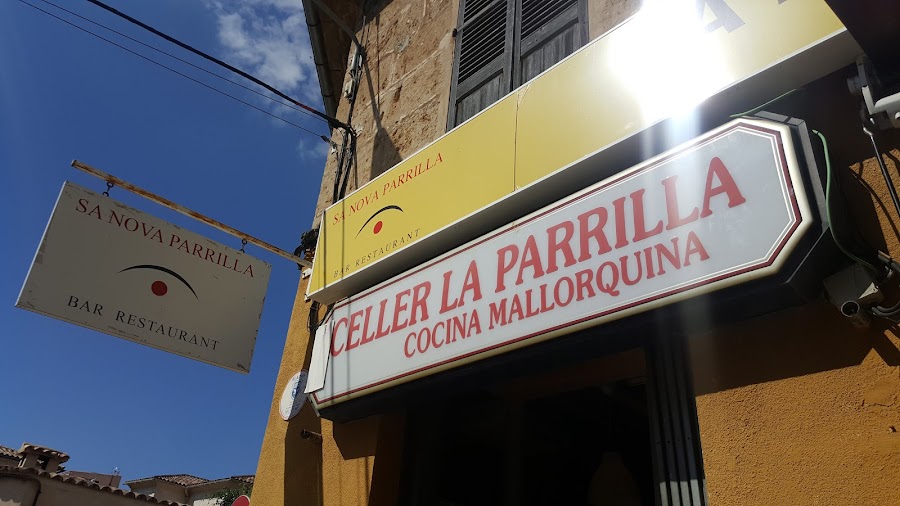 SA NOVA PARRILLA
BAR RESTAURANT
SA NOVA PARRILLA
BAR RESTAURANT
CELLER LA PARRILLA
COCINA MALLORQUINA